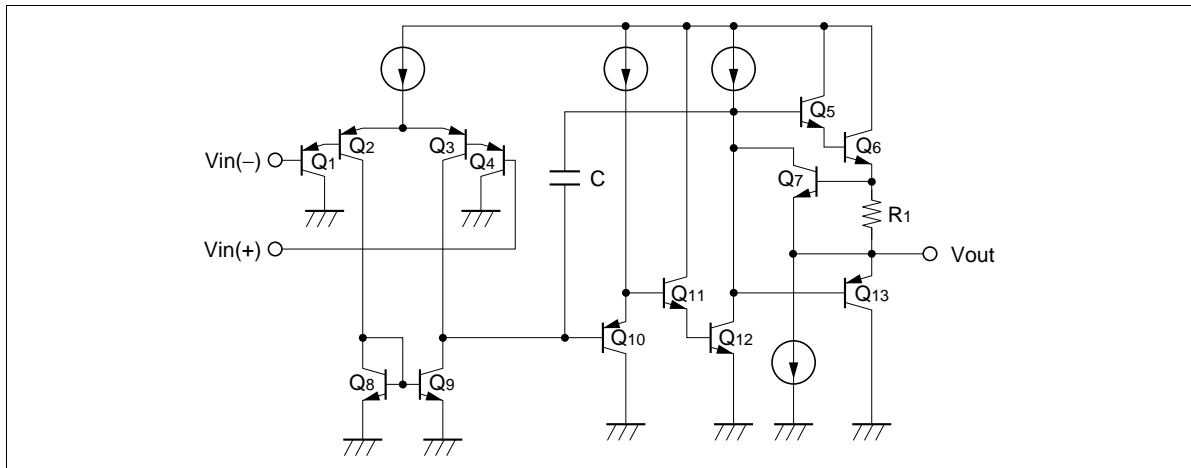 Q5
Q2
Q3
Q6
Vin(−)
Q1
Q4
Q7
C
R1
Vin(+)
Vout
Q11
Q13
Q10
Q12
Q8
Q9